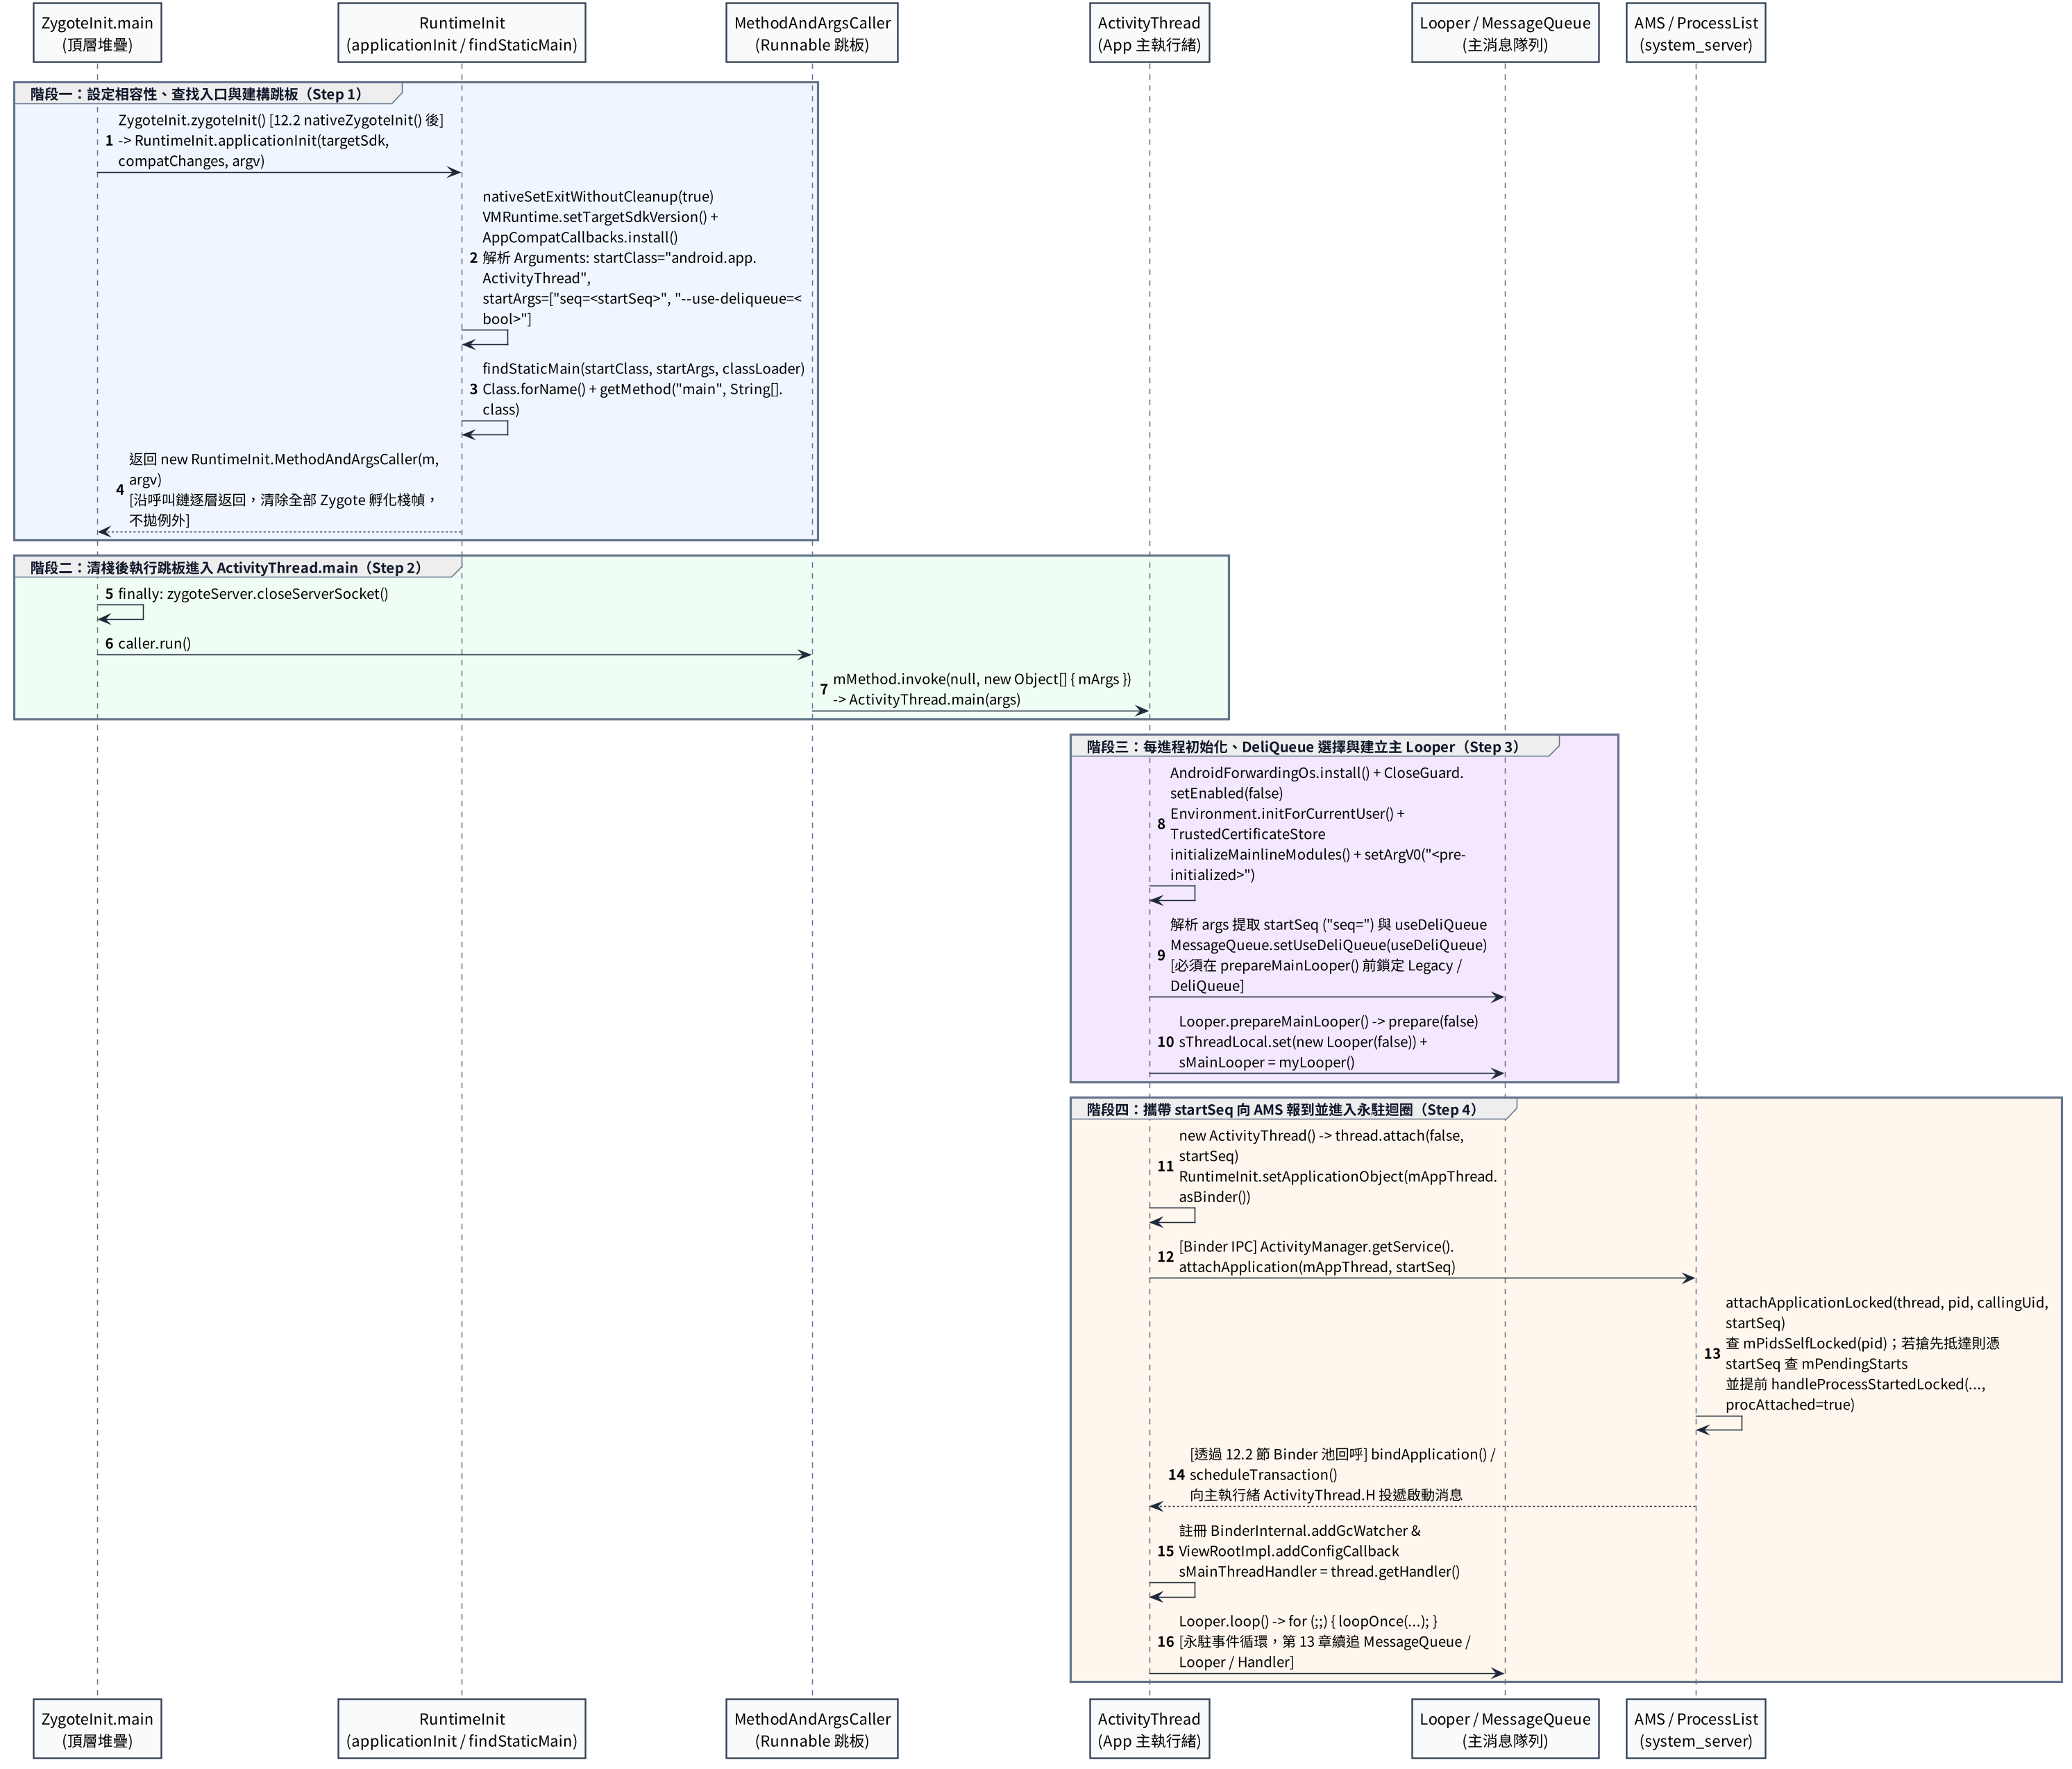 ZygoteInit.main
(頂層堆疊)
RuntimeInit
(applicationInit / findStaticMain)
MethodAndArgsCaller
(Runnable 跳板)
ActivityThread
(App 主執行緒)
Looper / MessageQueue
(主消息隊列)
AMS / ProcessList
(system_server)
階段一：設定相容性、查找入口與建構跳板（Step 1）
ZygoteInit.zygoteInit() [12.2 nativeZygoteInit() 後]
1 -> RuntimeInit.applicationInit(targetSdk,
compatChanges, argv)
nativeSetExitWithoutCleanup(true)
VMRuntime.setTargetSdkVersion() +
AppCompatCallbacks.install()
2 解析 Arguments: startClass="android.app.
ActivityThread",
startArgs=["seq=<startSeq>", "--use-deliqueue=<
bool>"]
findStaticMain(startClass, startArgs, classLoader)
3 Class.forName() + getMethod("main", String[].
class)
返回 new RuntimeInit.MethodAndArgsCaller(m,
argv)
4 [沿呼叫鏈逐層返回，清除全部 Zygote 孵化棧幀，
不拋例外]
階段二：清棧後執行跳板進入 ActivityThread.main（Step 2）
5 finally: zygoteServer.closeServerSocket()
6 caller.run()
7 mMethod.invoke(null, new Object[] { mArgs })
-> ActivityThread.main(args)
階段三：每進程初始化、DeliQueue 選擇與建立主 Looper（Step 3）
AndroidForwardingOs.install() + CloseGuard.
setEnabled(false)
8 Environment.initForCurrentUser() +
TrustedCertificateStore
initializeMainlineModules() + setArgV0("<pre-
initialized>")
解析 args 提取 startSeq ("seq=") 與 useDeliQueue
9 MessageQueue.setUseDeliQueue(useDeliQueue)
[必須在 prepareMainLooper() 前鎖定 Legacy /
DeliQueue]
Looper.prepareMainLooper() -> prepare(false)
10 sThreadLocal.set(new Looper(false)) +
sMainLooper = myLooper()
階段四：攜帶 startSeq 向 AMS 報到並進入永駐迴圈（Step 4）
new ActivityThread() -> thread.attach(false,
startSeq)
11 RuntimeInit.setApplicationObject(mAppThread.
asBinder())
12 [Binder IPC] ActivityManager.getService().
attachApplication(mAppThread, startSeq)
attachApplicationLocked(thread, pid, callingUid,
startSeq)
13 查 mPidsSelfLocked(pid)；若搶先抵達則憑
startSeq 查 mPendingStarts
並提前 handleProcessStartedLocked(...,
procAttached=true)
[透過 12.2 節 Binder 池回呼] bindApplication() /
14 scheduleTransaction()
向主執行緒 ActivityThread.H 投遞啟動消息
註冊 BinderInternal.addGcWatcher &
15 ViewRootImpl.addConfigCallback
sMainThreadHandler = thread.getHandler()
Looper.loop() -> for (;;) { loopOnce(...); }
16 [永駐事件循環，第 13 章續追 MessageQueue /
Looper / Handler]
ZygoteInit.main
(頂層堆疊)
RuntimeInit
(applicationInit / findStaticMain)
MethodAndArgsCaller
(Runnable 跳板)
ActivityThread
(App 主執行緒)
Looper / MessageQueue
(主消息隊列)
AMS / ProcessList
(system_server)